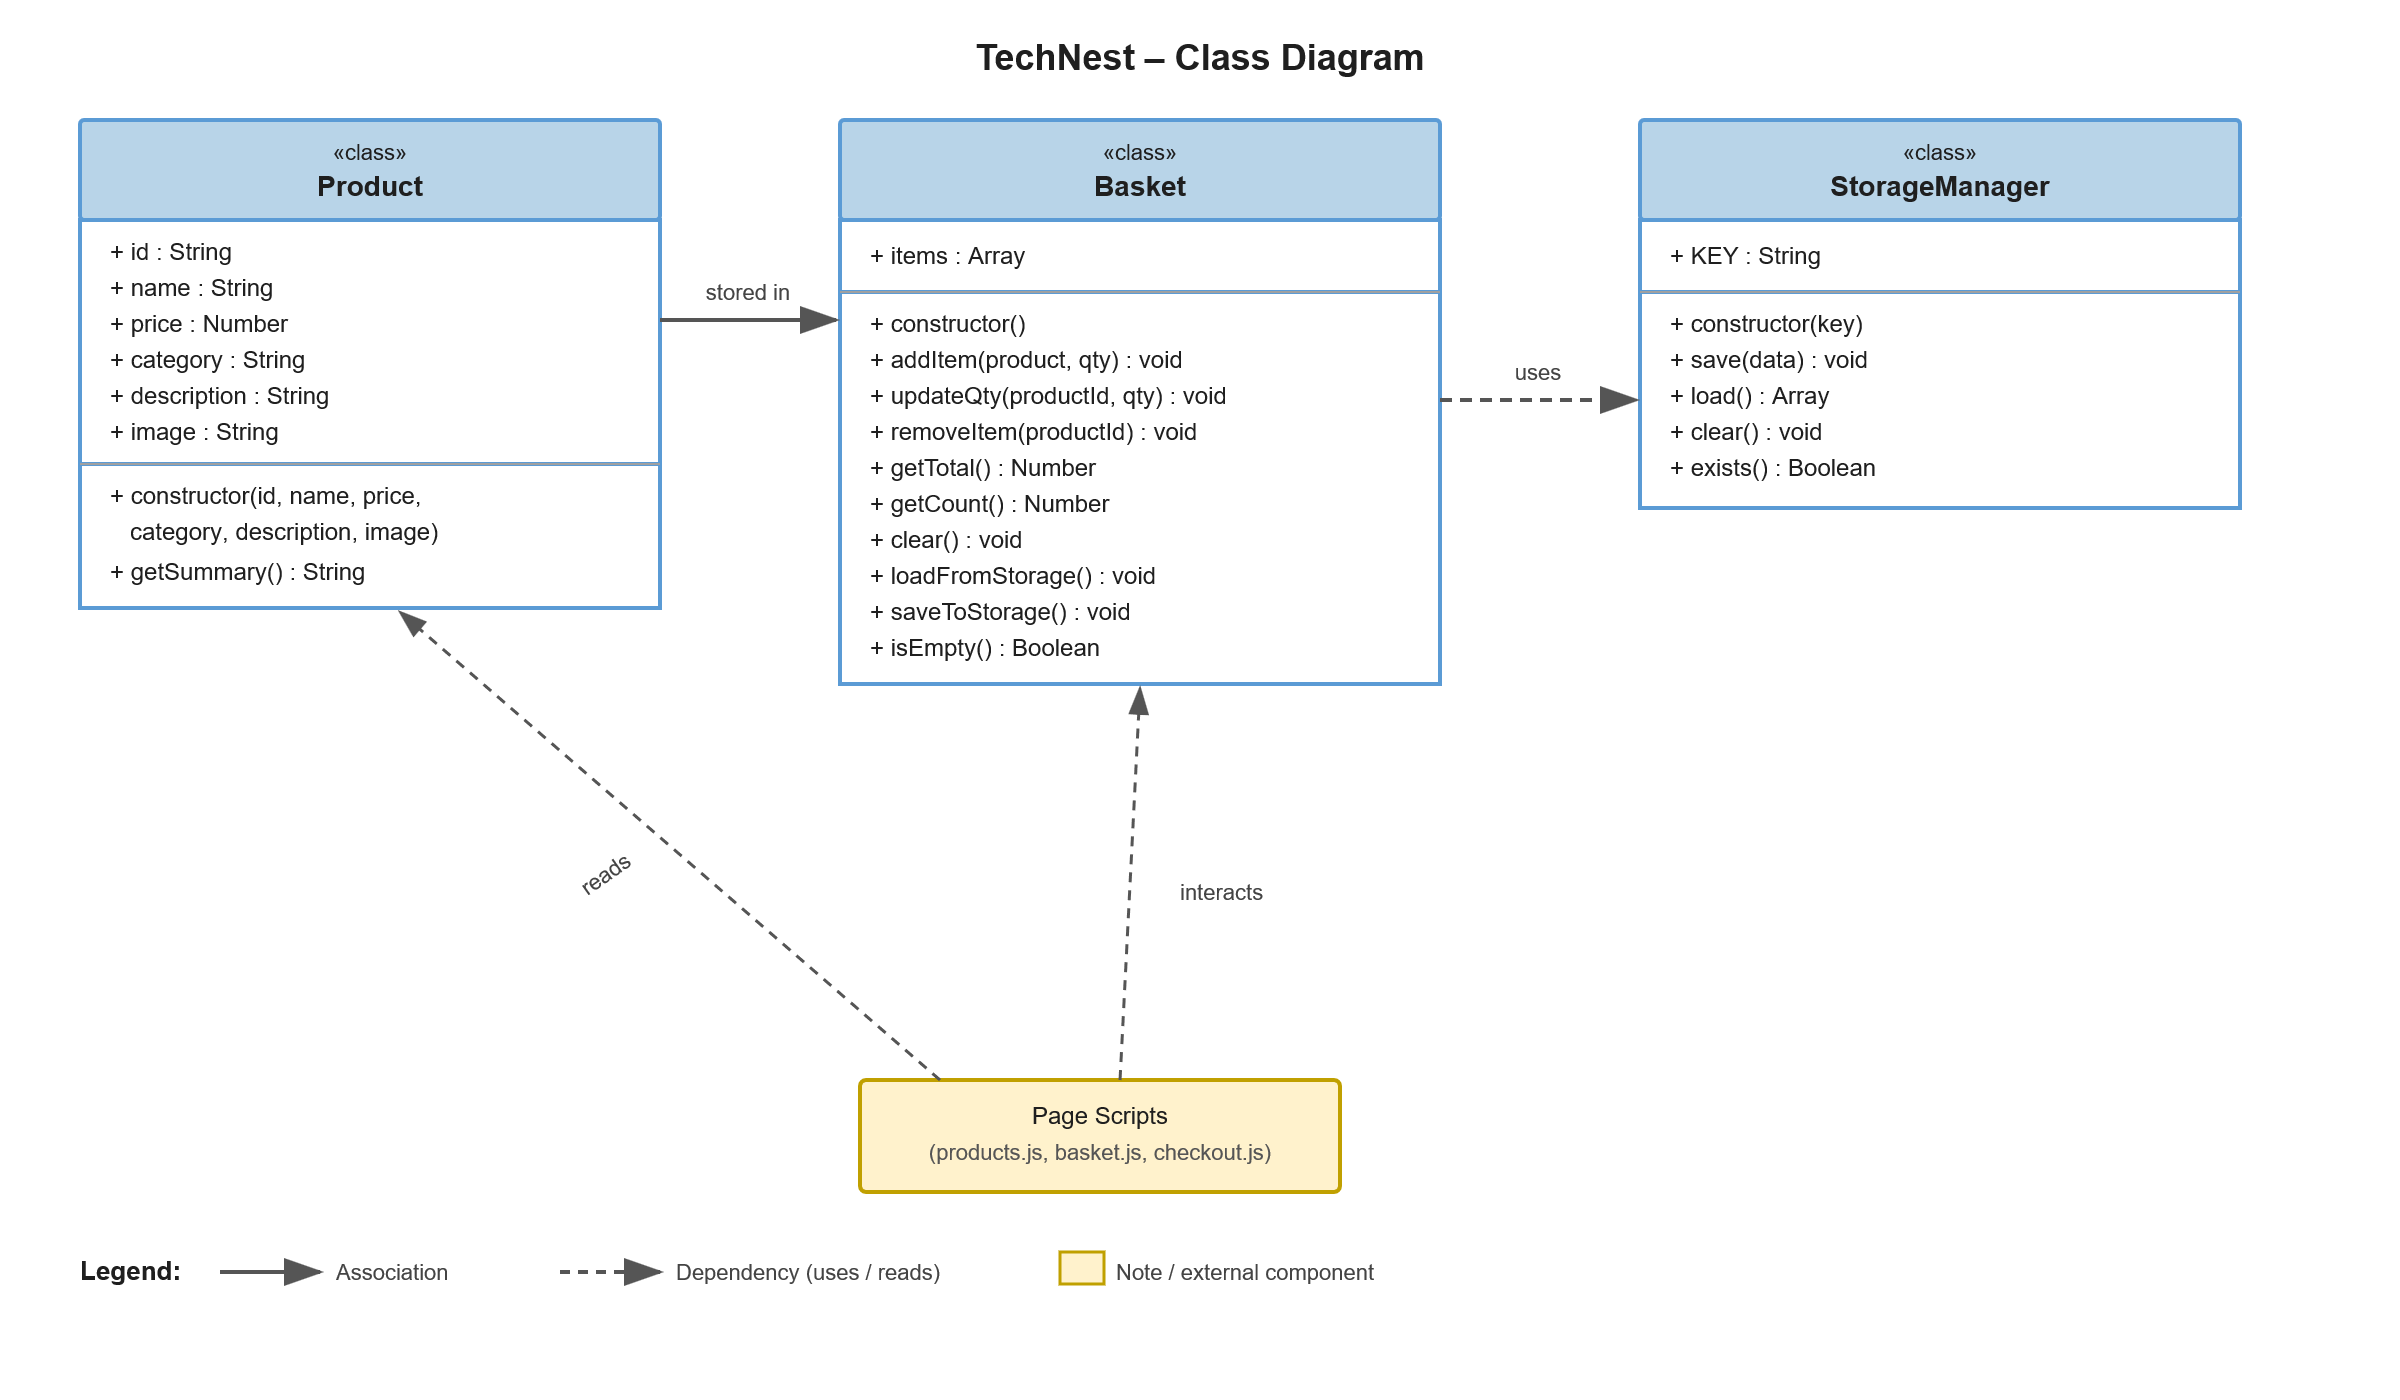 TechNest – Class Diagram
«class»
Product
+ id : String
+ name : String
+ price : Number
+ category : String
+ description : String
+ image : String
+ constructor(id, name, price,
category, description, image)
+ getSummary() : String
stored in
«class»
Basket
+ items : Array
+ constructor()
+ addItem(product, qty) : void
+ updateQty(productId, qty) : void
+ removeItem(productId) : void
+ getTotal() : Number
+ getCount() : Number
+ clear() : void
+ loadFromStorage() : void
+ saveToStorage() : void
+ isEmpty() : Boolean
uses
«class»
StorageManager
+ KEY : String
+ constructor(key)
+ save(data) : void
+ load() : Array
+ clear() : void
+ exists() : Boolean
reads
interacts
Page Scripts
(products.js, basket.js, checkout.js)
Legend:
Association
Dependency (uses / reads)
Note / external component